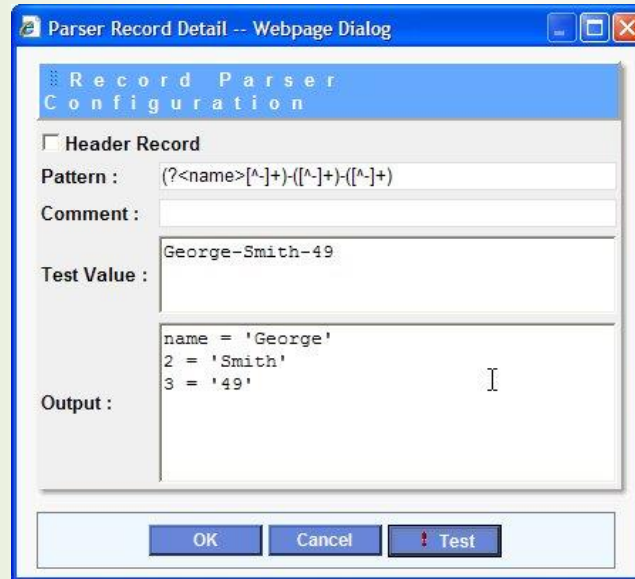 Parser Record Detail -- Webpage Dialog
Record Parser
Configuration
Header Record
Pattern : (?<name>[^-]+)-([^-]+)-([^-]+)
Comment :
Test Value : George-Smith-49
Output :
name = 'George'
2 = 'Smith'
3 = '49'
OK Cancel ! Test